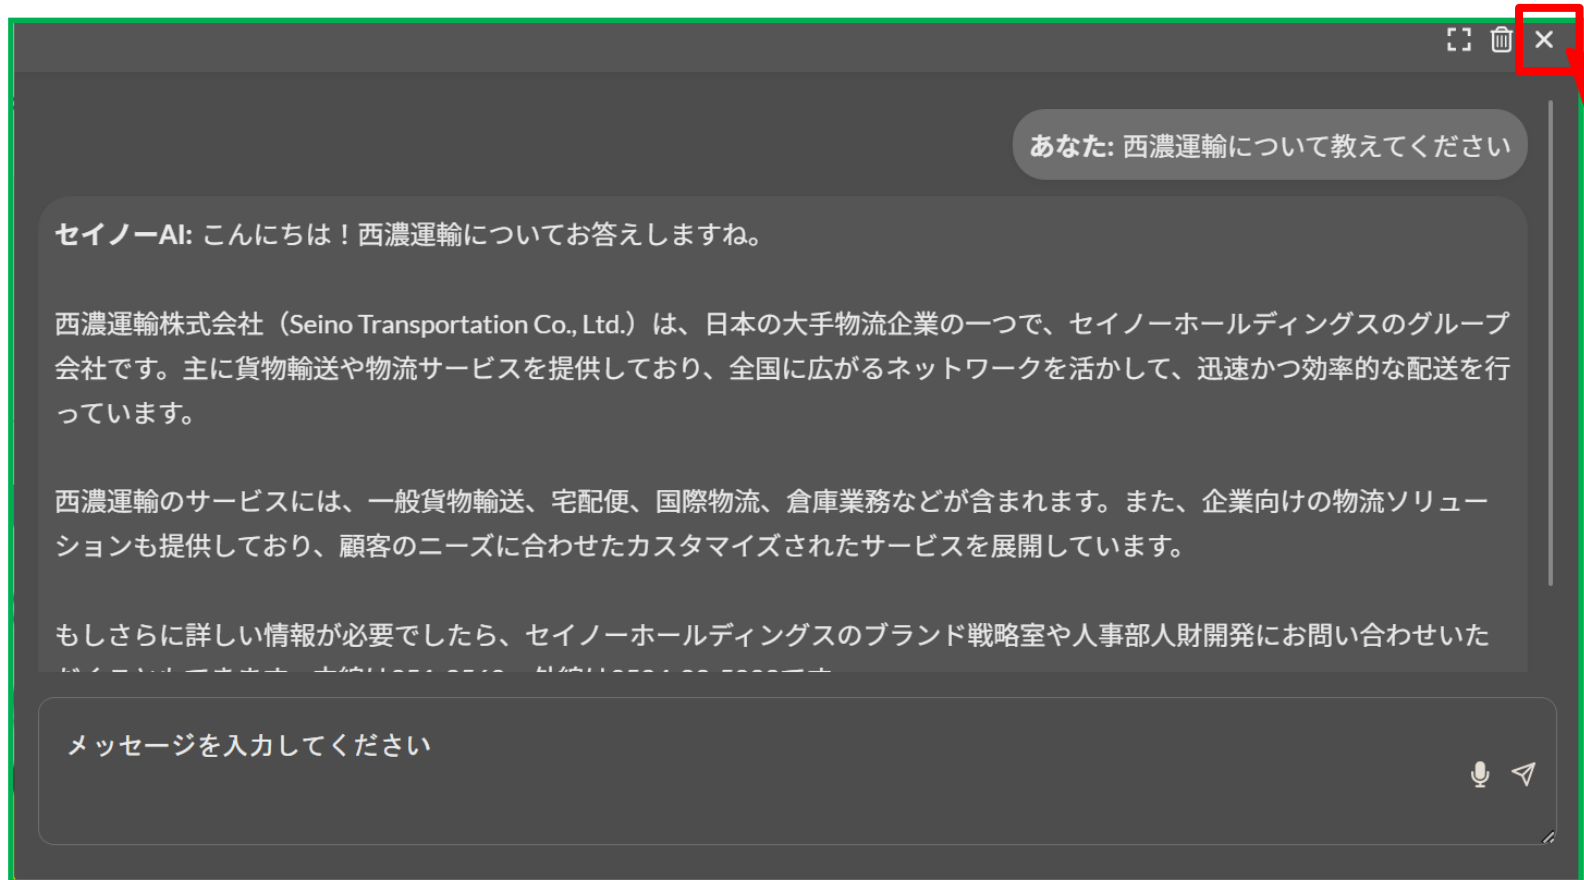 あなた: 西濃運輸について教えてください
セイノーAI: こんにちは！西濃運輸についてお答えしますね。
西濃運輸株式会社（Seino Transportation Co., Ltd.）は、日本の大手物流企業の一つで、セイノーホールディングスのグループ
会社です。主に貨物輸送や物流サービスを提供しており、全国に広がるネットワークを活かして、迅速かつ効率的な配送を行
っています。
西濃運輸のサービスには、一般貨物輸送、宅配便、国際物流、倉庫業務などが含まれます。また、企業向けの物流ソリュー
ションも提供しており、顧客のニーズに合わせたカスタマイズされたサービスを展開しています。
もしさらに詳しい情報が必要でしたら、セイノーホールディングスのブランド戦略室や人事部人財開発にお問い合わせいた
メッセージを入力してください